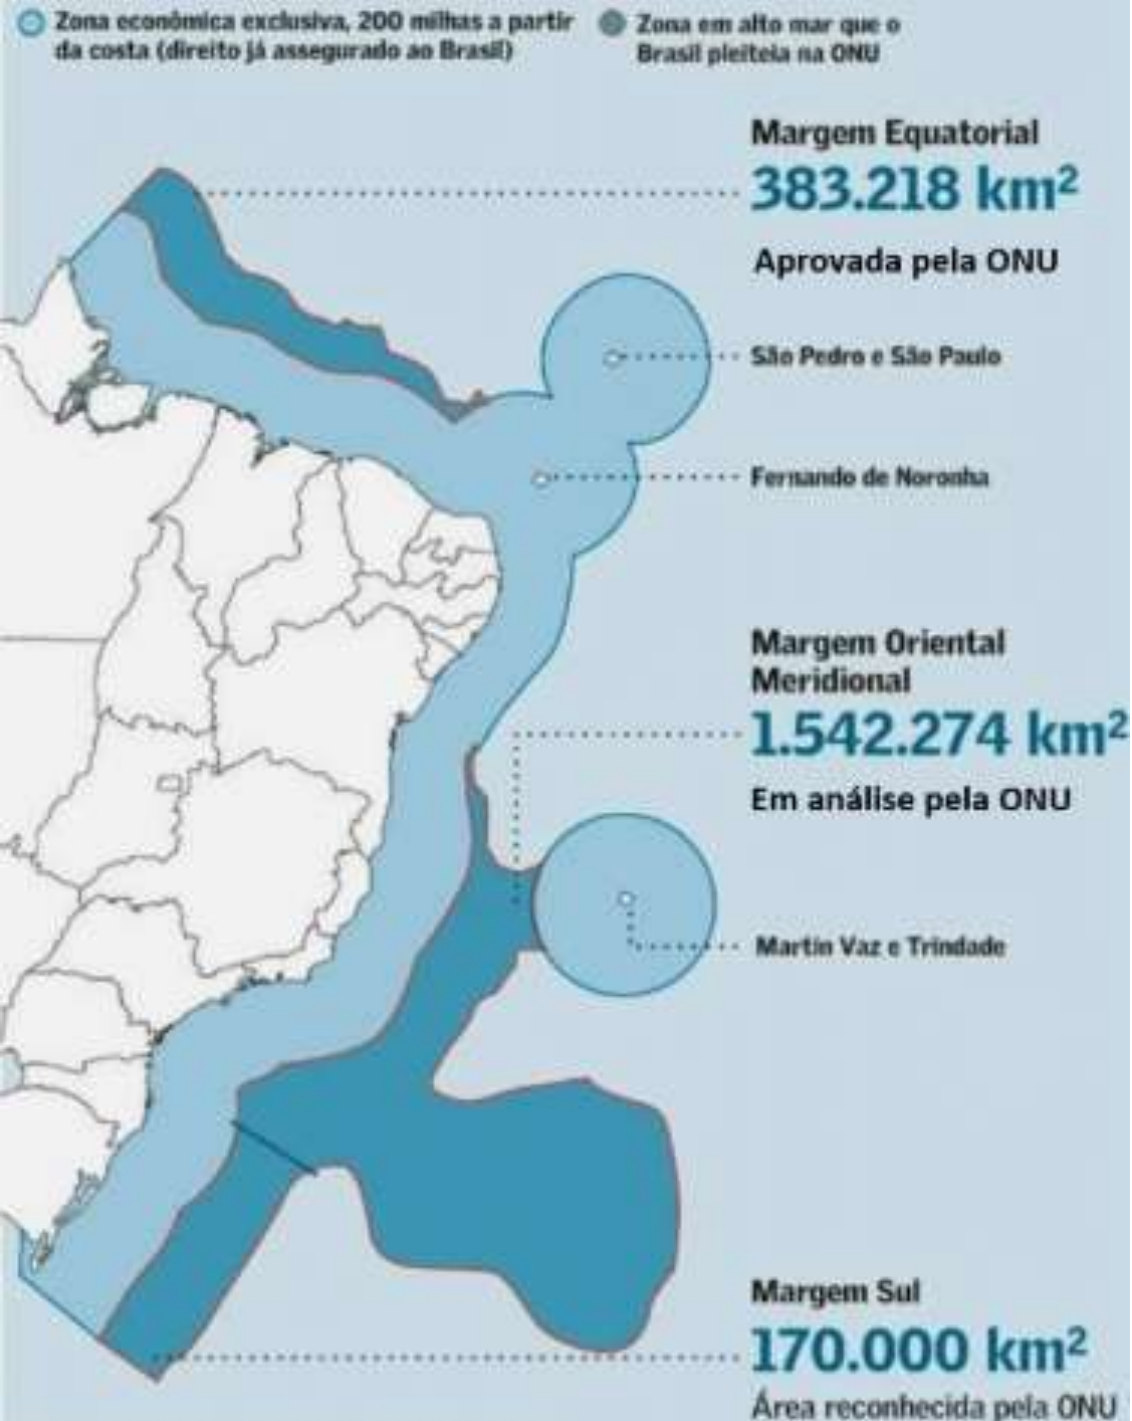 Zona econômica exclusiva, 200 milhas a partir
da costa (direito já assegurado ao Brasil)
Zona em alto mar que o
Brasil pleiteia na ONU
Margem Equatorial
383.218 km²
Aprovada pela ONU
São Pedro e São Paulo
Fernando de Noronha
Margem Oriental
Meridional
1.542.274 km²
Em análise pela ONU
Martin Vaz e Trindade
Margem Sul
170.000 km²
Área reconhecida pela ONU